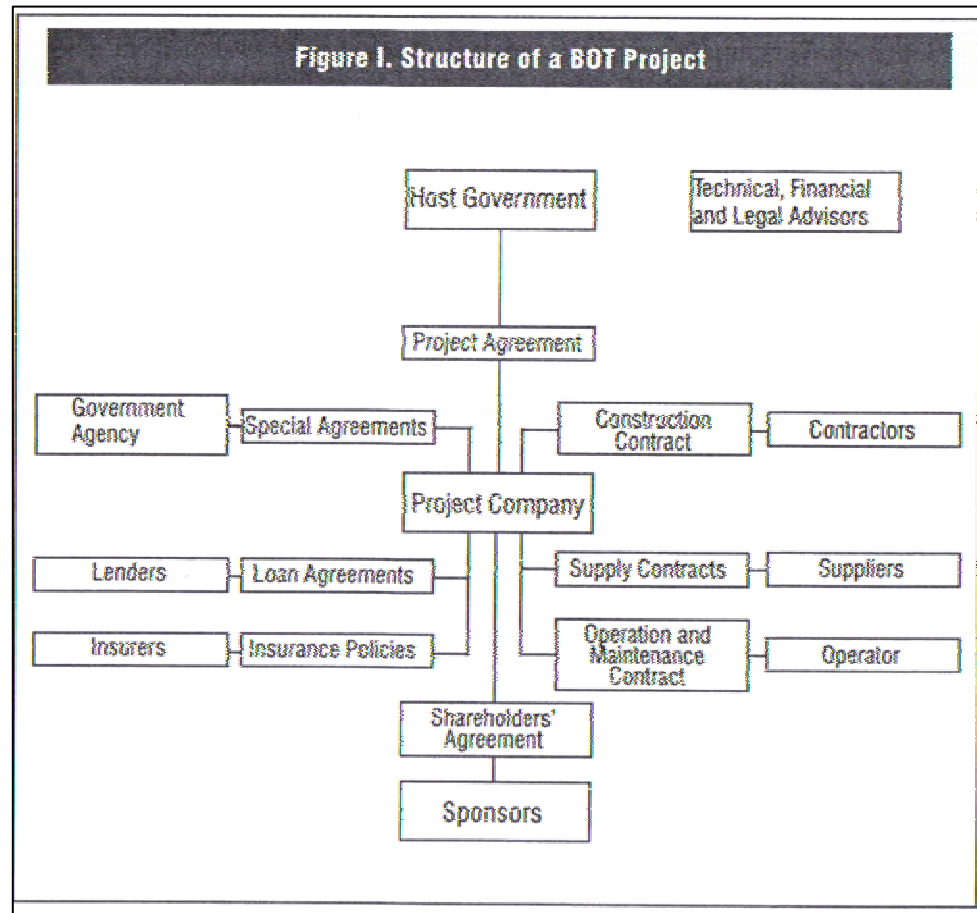 Figure I. Structure of a BOT Project
Host Government
Technical, Financial
and Legal Advisors
Project Agreement
Government
Agency
Special Agreements
Construction
Contract
Contractors
Project Company
Lenders
Loan Agreements
Supply Contracts
Suppliers
Insurers
Insurance Policies
Operation and
Maintenance
Contract
Operator
Shareholders'
Agreement
Sponsors